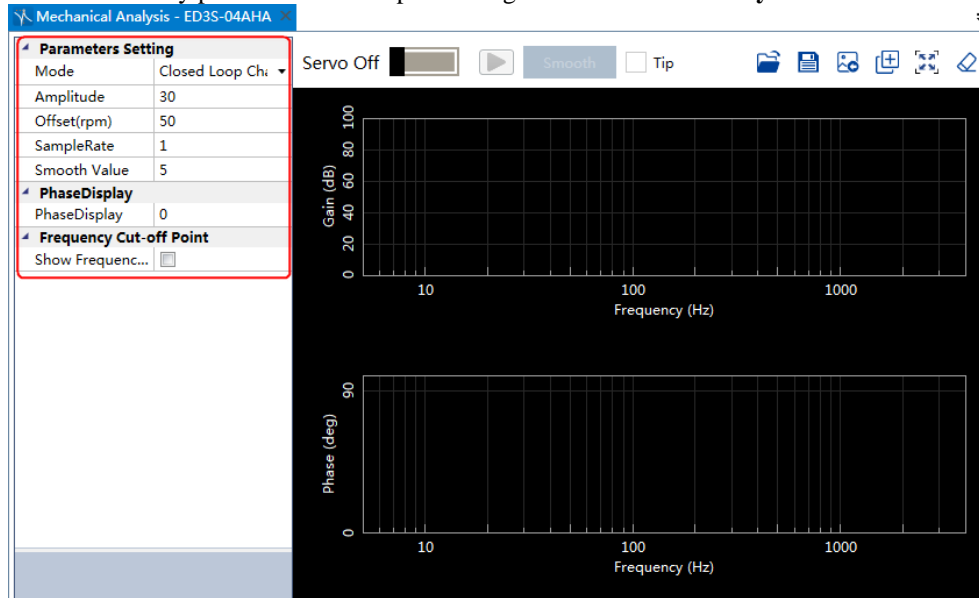 Mechanical Analysis - ED3S-04AHA
Parameters Setting
Mode Closed Loop Cha
Amplitude 30
Offset(rpm) 50
SampleRate 1
Smooth Value 5
PhaseDisplay
PhaseDisplay 0
Frequency Cut-off Point
Show Frequenc...
Servo Off Smooth Tip
Gain (dB)
100
80
60
40
20
0
10 100 1000
Frequency (Hz)
Phase (deg)
90
0
10 100 1000
Frequency (Hz)